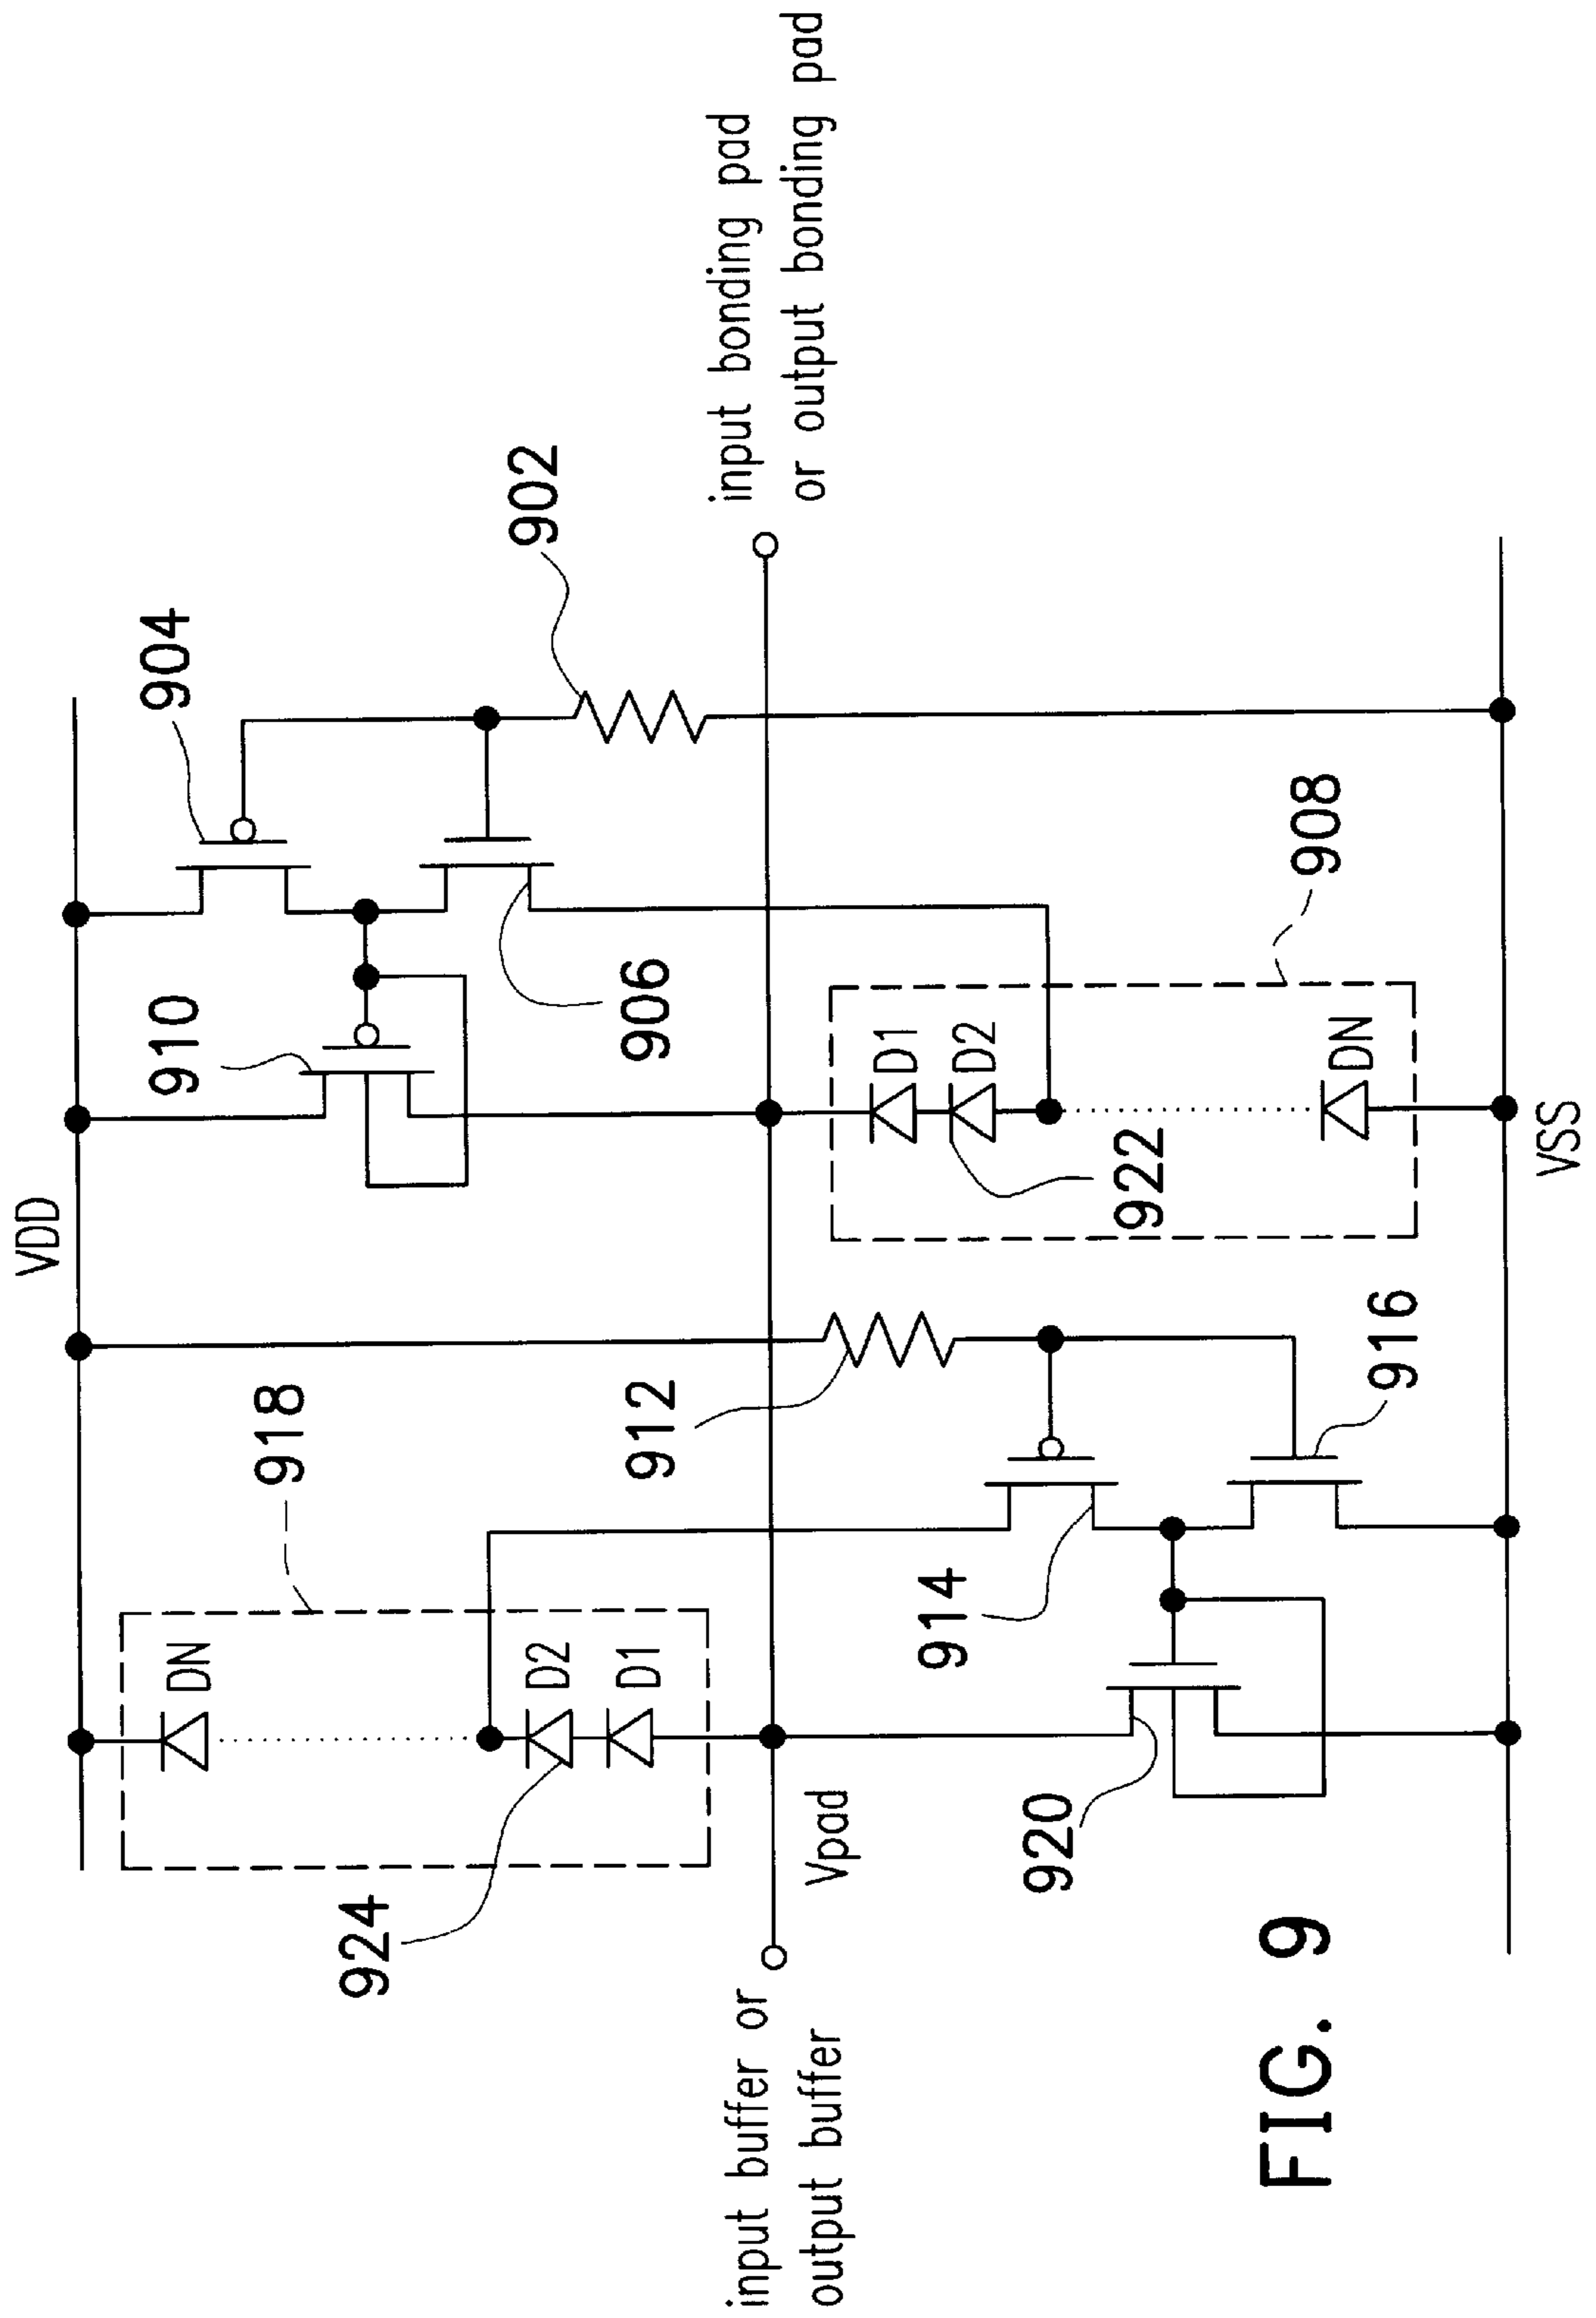 VDD
904
910
902
906
input bonding pad
or output bonding pad
D1
D2
922
DN
908
VSS
918
DN
D2
D1
924
912
914
916
920
Vpad
input buffer or
output buffer
FIG. 9